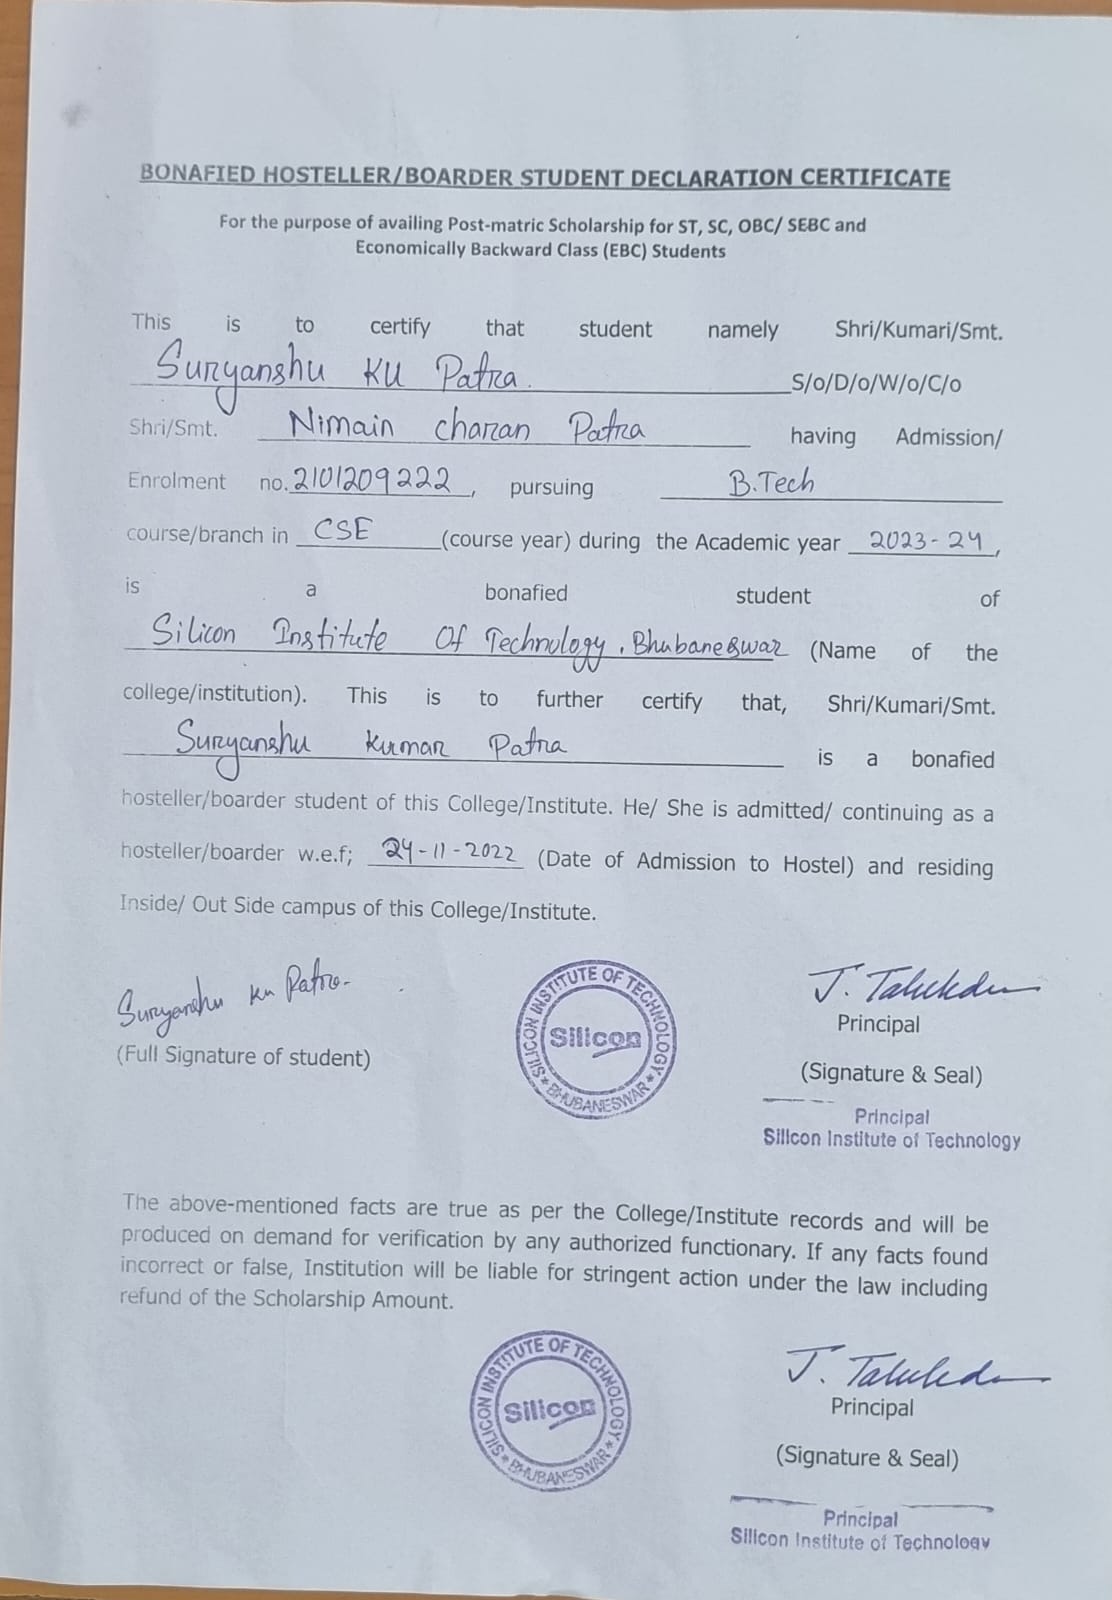 BONAFIED HOSTELLER/BOARDER STUDENT DECLARATION CERTIFICATE
For the purpose of availing Post-matric Scholarship for ST, SC, OBC/ SEBC and
Economically Backward Class (EBC) Students
This is to certify that student namely Shri/Kumari/Smt.
Suryanshu KU Patra. S/o/D/o/W/o/C/o
Shri/Smt. Nimain charan Patra having Admission/
Enrolment no. 2101209222, pursuing B.Tech
course/branch in CSE (course year) during the Academic year 2023-24,
is a bonafied student of
Silicon Institute Of Technology, Bhubaneswar (Name of the
college/institution). This is to further certify that, Shri/Kumari/Smt.
Suryanshu Kumar Patra is a bonafied
hosteller/boarder student of this College/Institute. He/ She is admitted/ continuing as a
hosteller/boarder w.e.f; 24-11-2022 (Date of Admission to Hostel) and residing
Inside/ Out Side campus of this College/Institute.
Suryanshu Ku Patra
(Full Signature of student)
SILICON INSTITUTE OF TECHNOLOGY
Silicon
* BHUBANESWAR *
J. Talukdar
Principal
(Signature & Seal)
Principal
Silicon Institute of Technology
The above-mentioned facts are true as per the College/Institute records and will be
produced on demand for verification by any authorized functionary. If any facts found
incorrect or false, Institution will be liable for stringent action under the law including
refund of the Scholarship Amount.
SILICON INSTITUTE OF TECHNOLOGY
Silicon
* BHUBANESWAR *
J. Talukdar
Principal
(Signature & Seal)
Principal
Silicon Institute of Technology